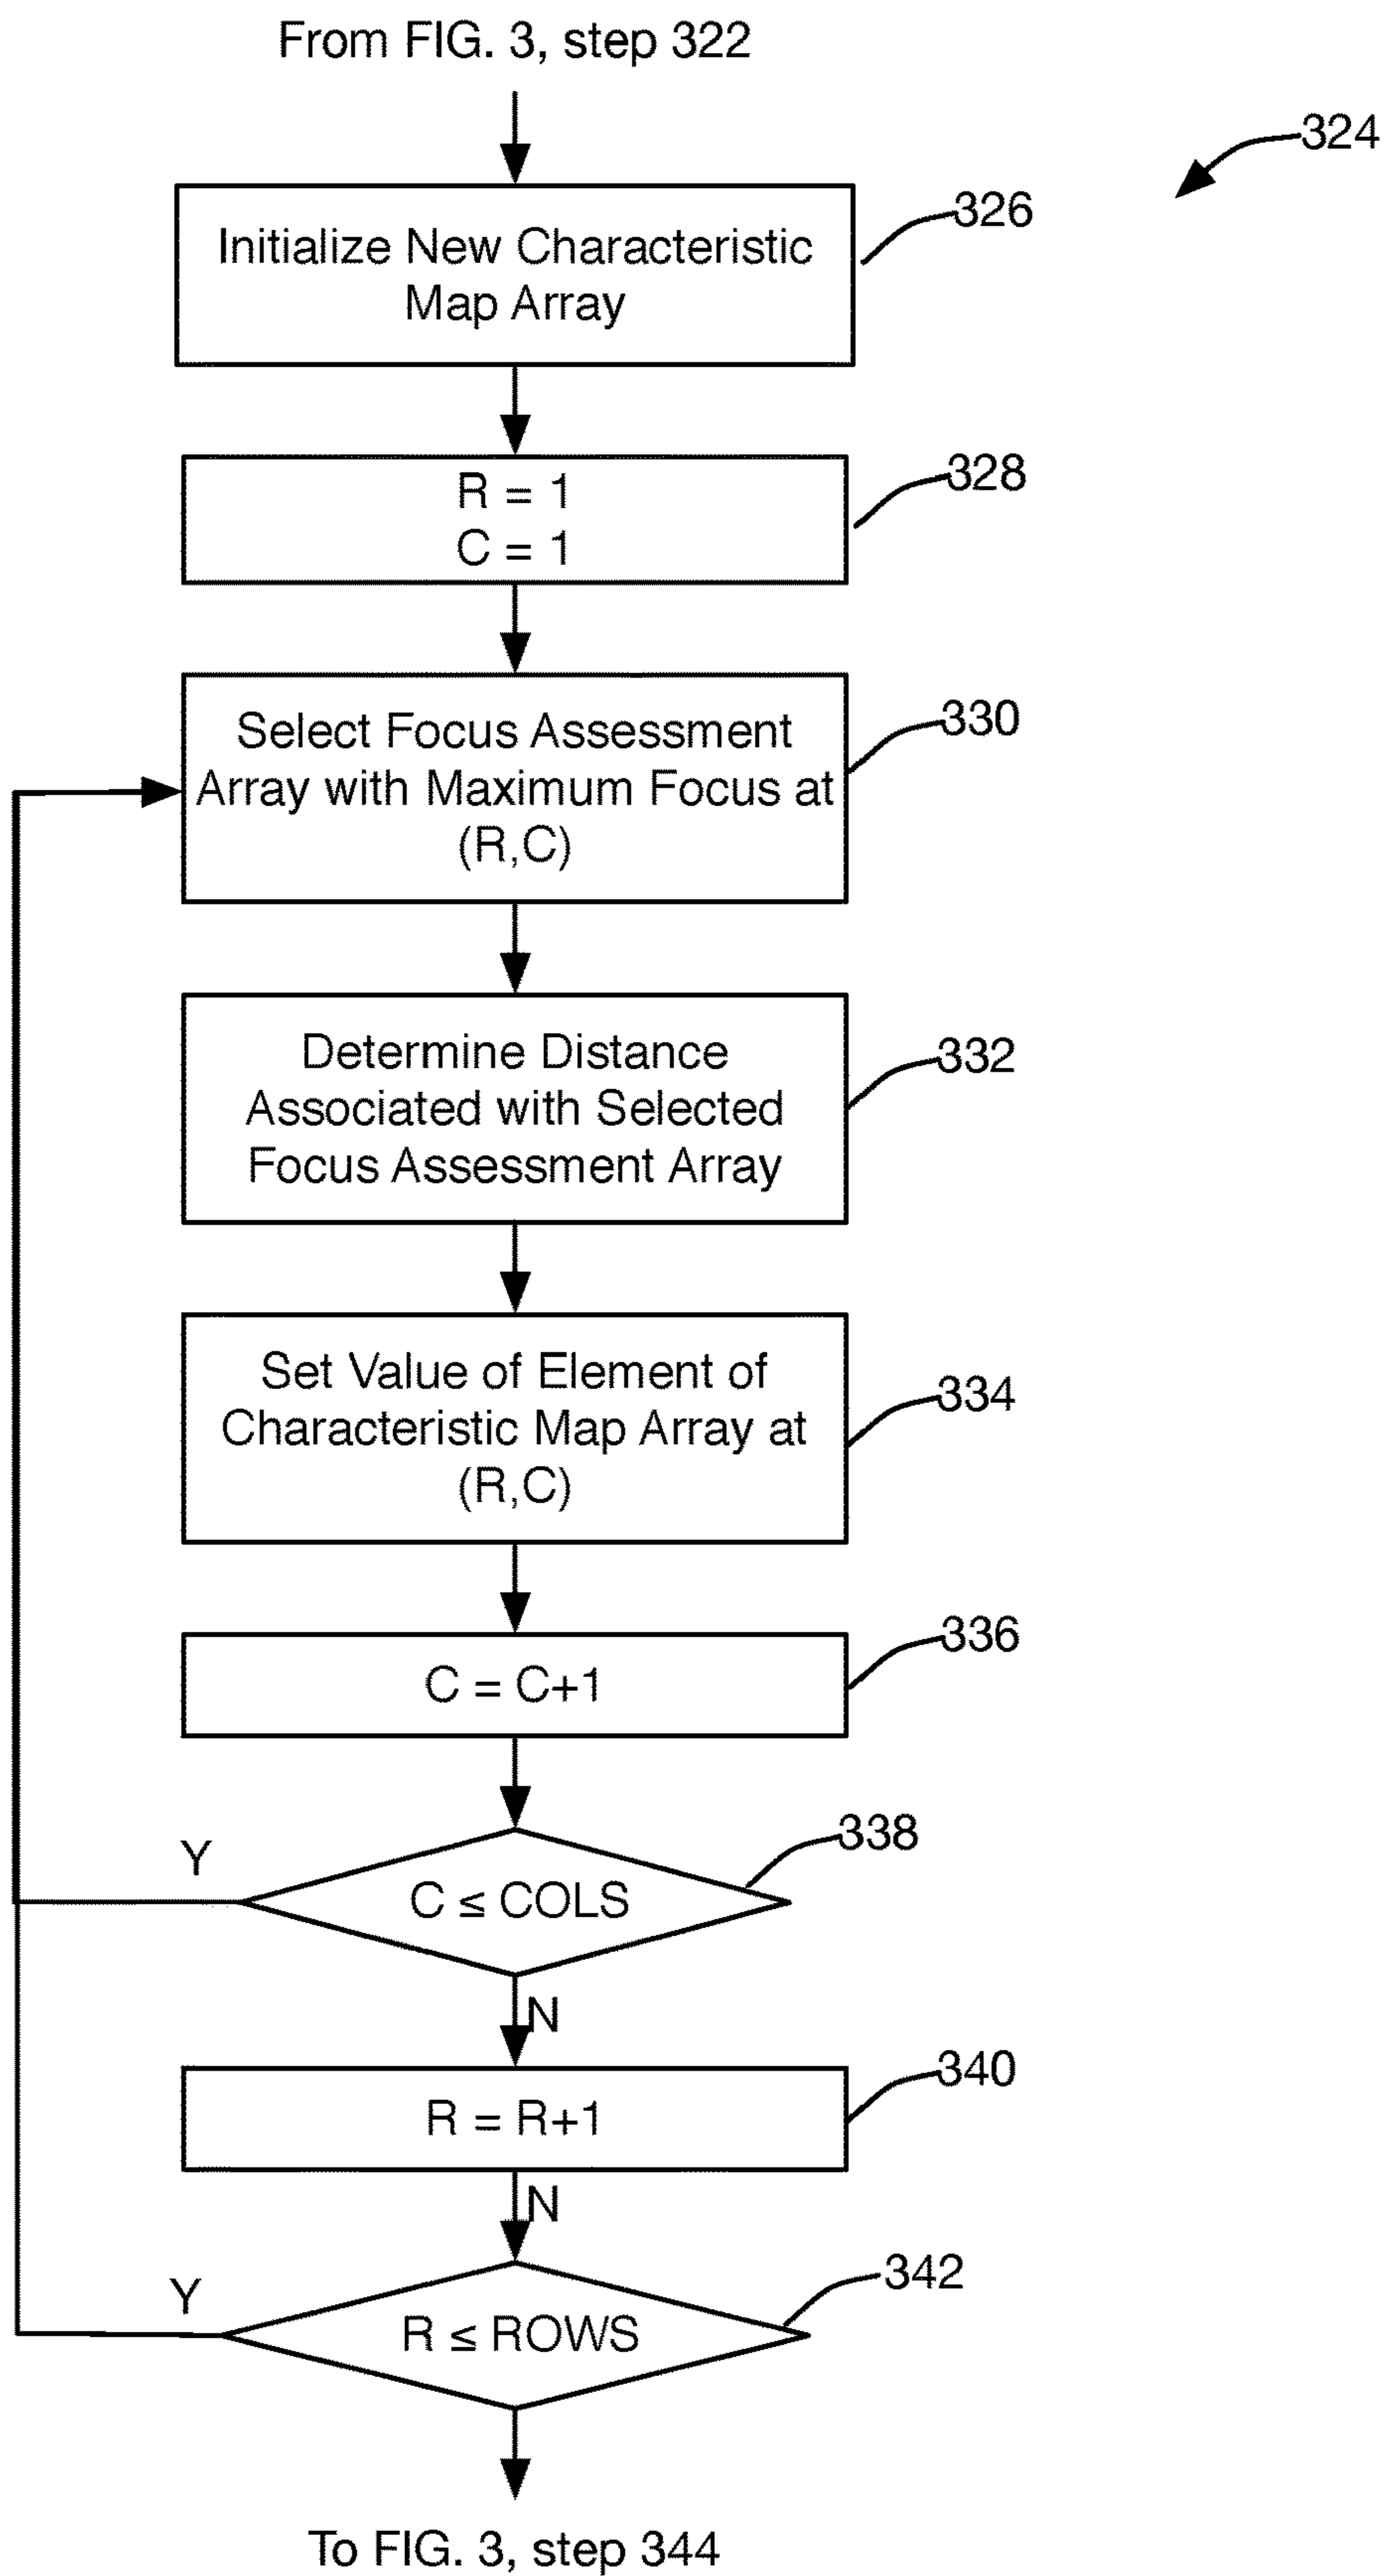 From FIG. 3, step 322
324
326
Initialize New Characteristic
Map Array
328
R = 1
C = 1
330
Select Focus Assessment
Array with Maximum Focus at
(R,C)
332
Determine Distance
Associated with Selected
Focus Assessment Array
334
Set Value of Element of
Characteristic Map Array at
(R,C)
336
C = C+1
338
Y
C ≤ COLS
N
340
R = R+1
N
342
Y
R ≤ ROWS
To FIG. 3, step 344